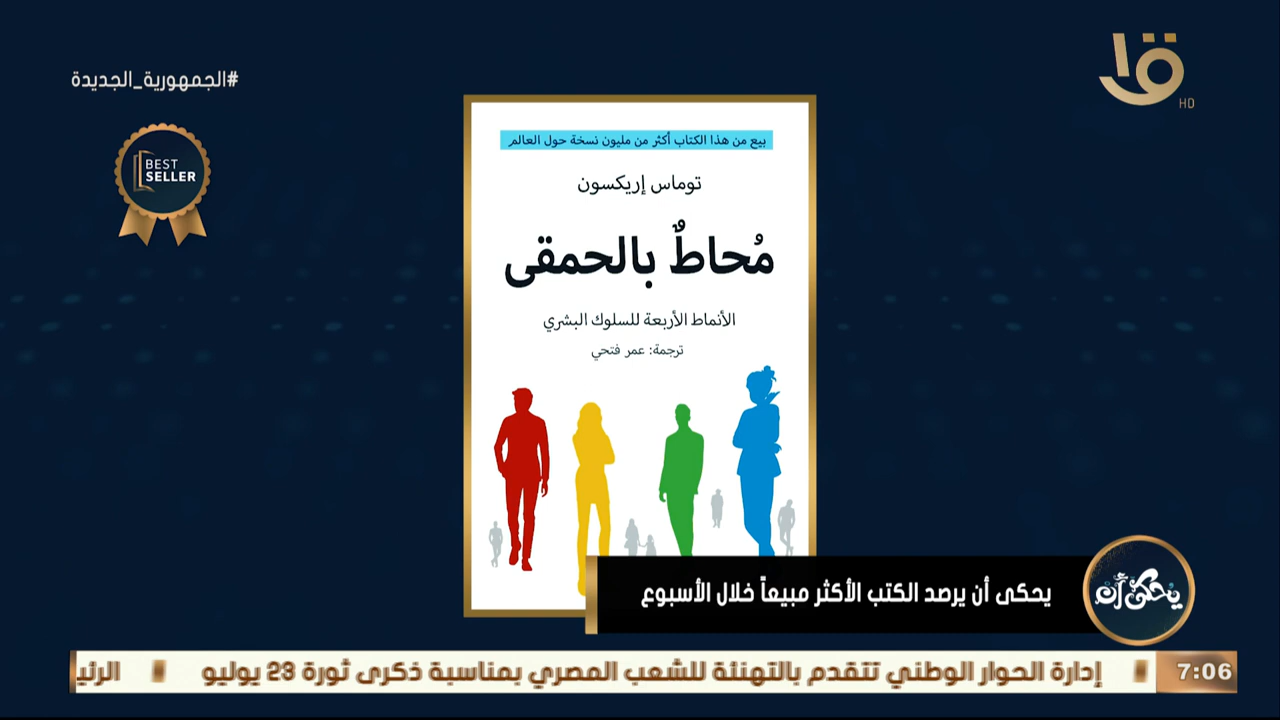 #الجمهورية_الجديدة
HD
BEST
SELLER
بيع من هذا الكتاب أكثر من مليون نسخة حول العالم
توماس إريكسون
مُحاطٌ بالحمقى
الأنماط الأربعة للسلوك البشري
ترجمة: عمر فتحي
يحكى أن
يحكى أن يرصد الكتب الأكثر مبيعاً خلال الأسبوع
7:06
إدارة الحوار الوطني تتقدم بالتهنئة للشعب المصري بمناسبة ذكرى ثورة 23 يوليو